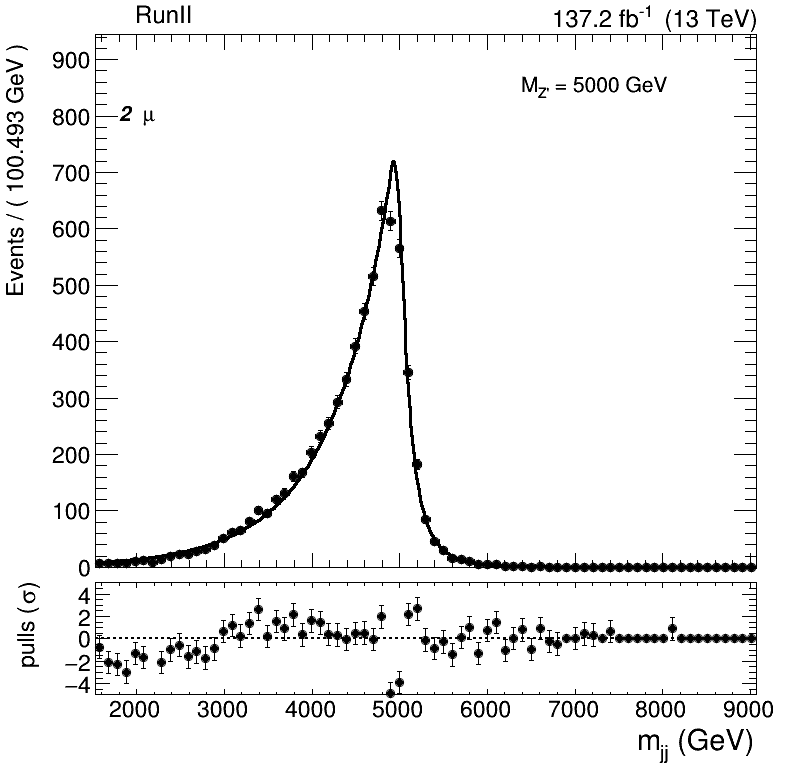 RunII
137.2 fb⁻¹ (13 TeV)
Events / ( 100.493 GeV )
900
800
700
600
500
400
300
200
100
0
M_Z' = 5000 GeV
2 μ
pulls (σ)
4
2
0
−2
−4
2000 3000 4000 5000 6000 7000 8000 9000
m_jj (GeV)